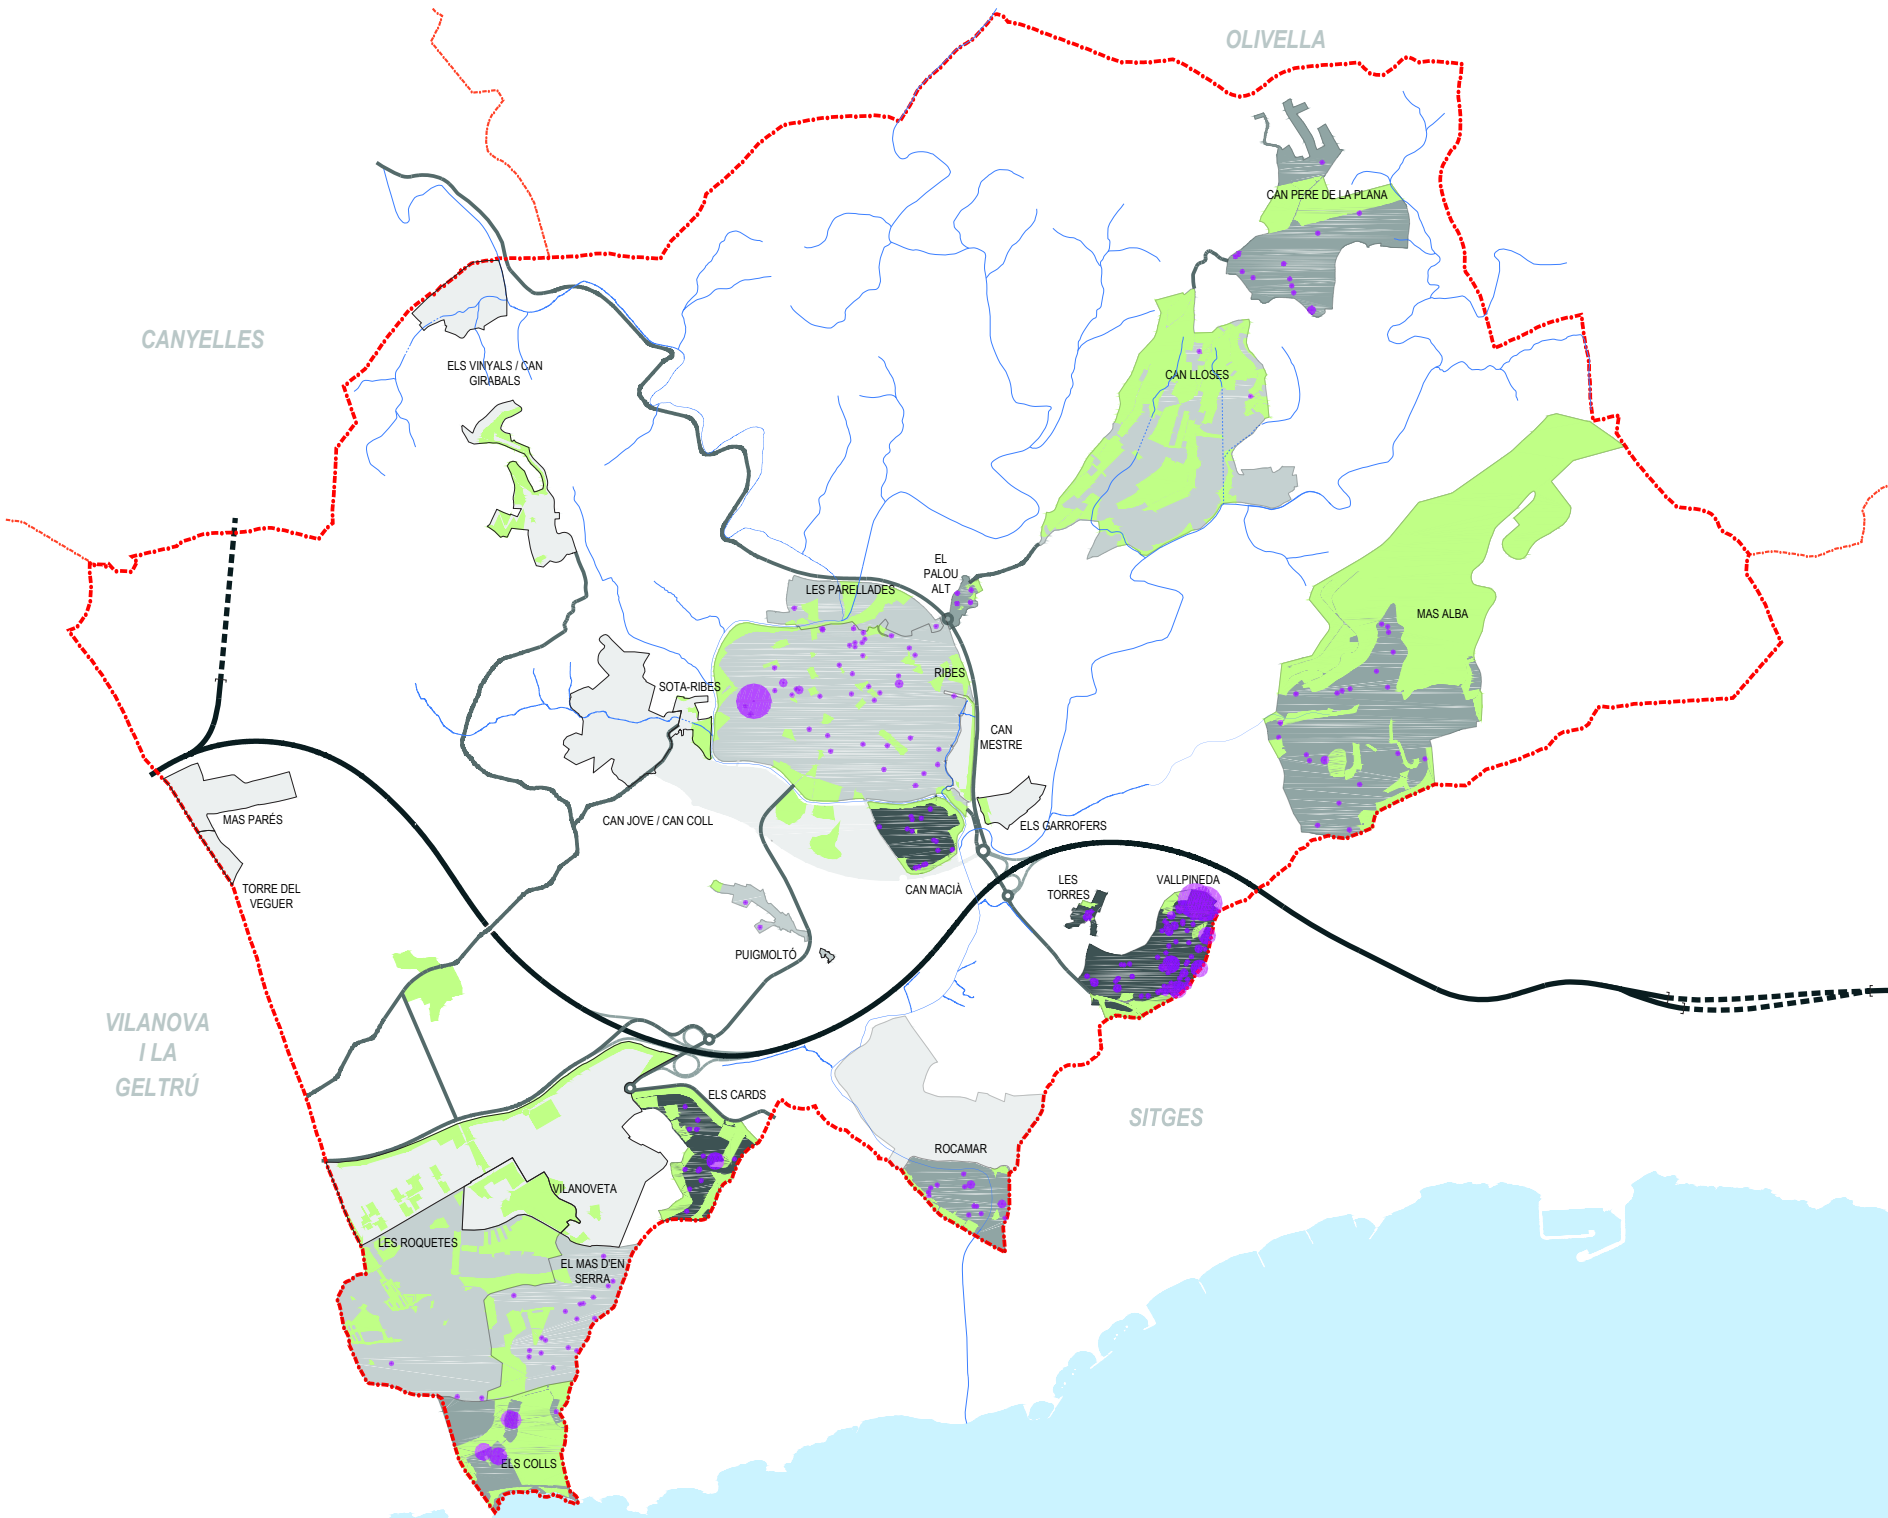 OLIVELLA
CAN PERE DE LA PLANA
CANYELLES
ELS VINYALS / CAN
GIRABALS
CAN LLOSES
EL
PALOU
ALT
LES PARELLADES
MAS ALBA
RIBES
SOTA-RIBES
CAN
MESTRE
MAS PARÉS
CAN JOVE / CAN COLL
ELS GARROFERS
TORRE DEL
VEGUER
CAN MACIÀ
LES
TORRES
VALLPINEDA
PUIGMOLTÓ
VILANOVA
I LA
GELTRÚ
ELS CARDS
SITGES
ROCAMAR
VILANOVETA
LES ROQUETES
EL MAS D'EN
SERRA
ELS COLLS